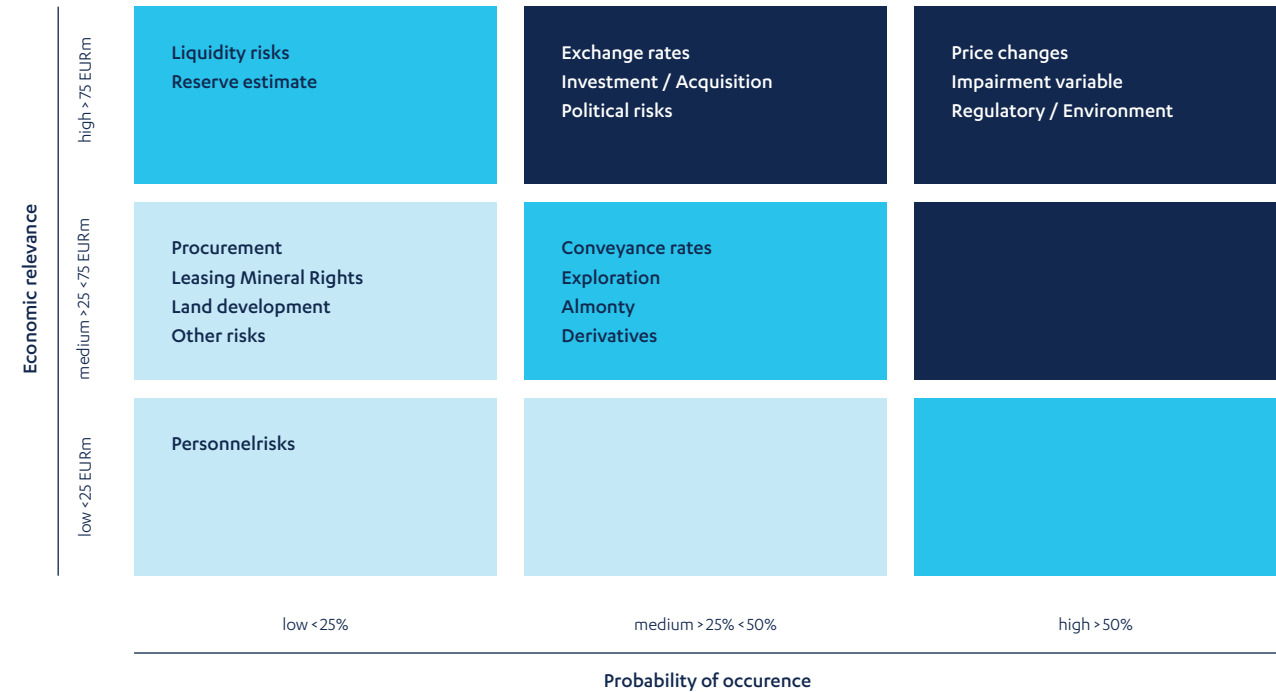 Economic relevance
high >75 EURm
Liquidity risks
Reserve estimate
Exchange rates
Investment / Acquisition
Political risks
Price changes
Impairment variable
Regulatory / Environment
medium >25 <75 EURm
Procurement
Leasing Mineral Rights
Land development
Other risks
Conveyance rates
Exploration
Almonty
Derivatives
low <25 EURm
Personnelrisks
low <25%
medium >25% <50%
high >50%
Probability of occurence